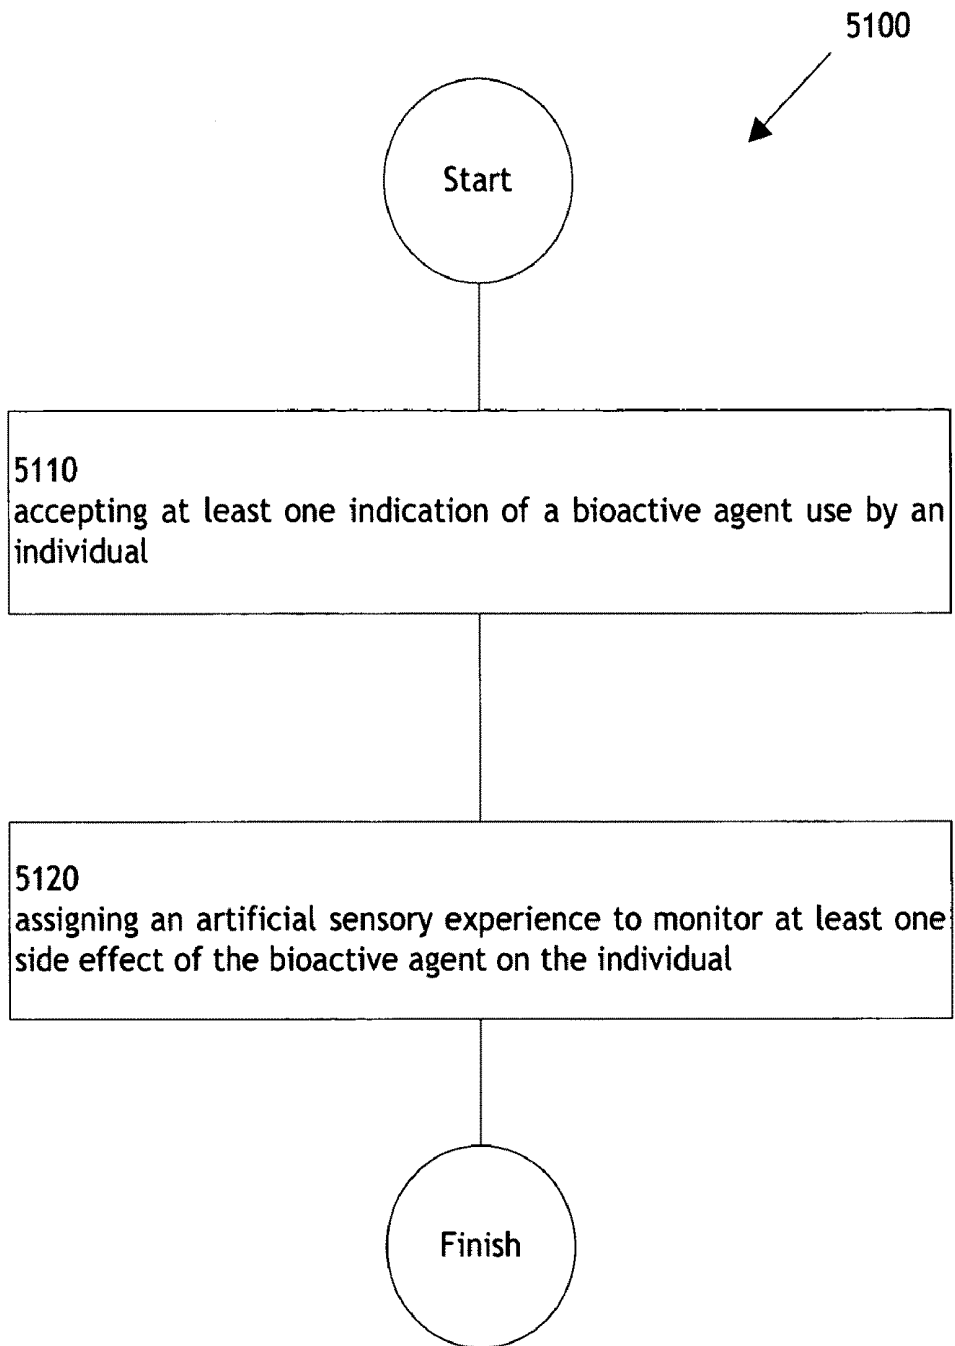 5100
Start
5110
accepting at least one indication of a bioactive agent use by an
individual
5120
assigning an artificial sensory experience to monitor at least one
side effect of the bioactive agent on the individual
Finish